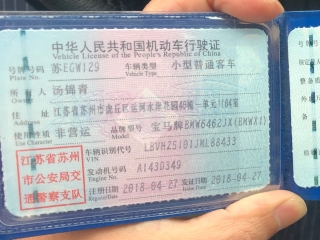 中华人民共和国机动车行驶证
Vehicle License of the People's Republic of China
号牌号码 苏EGW129 车辆类型 小型普通客车
Plate No. Vehicle Type
所有人 汤锦青
Owner
住址
Address
江苏省苏州市
使用性质 非营运 品牌型号 宝马牌BMW6462JX(BMWX1)
Use Character Model
江苏省苏州
市公安局交
通警察支队
车辆识别代号 LBVHZ5101JML88433
VIN
发动机号码 A1430349
Engine No.
注册日期 2018-04-27 发证日期 2018-04-27
Register Date Issue Date